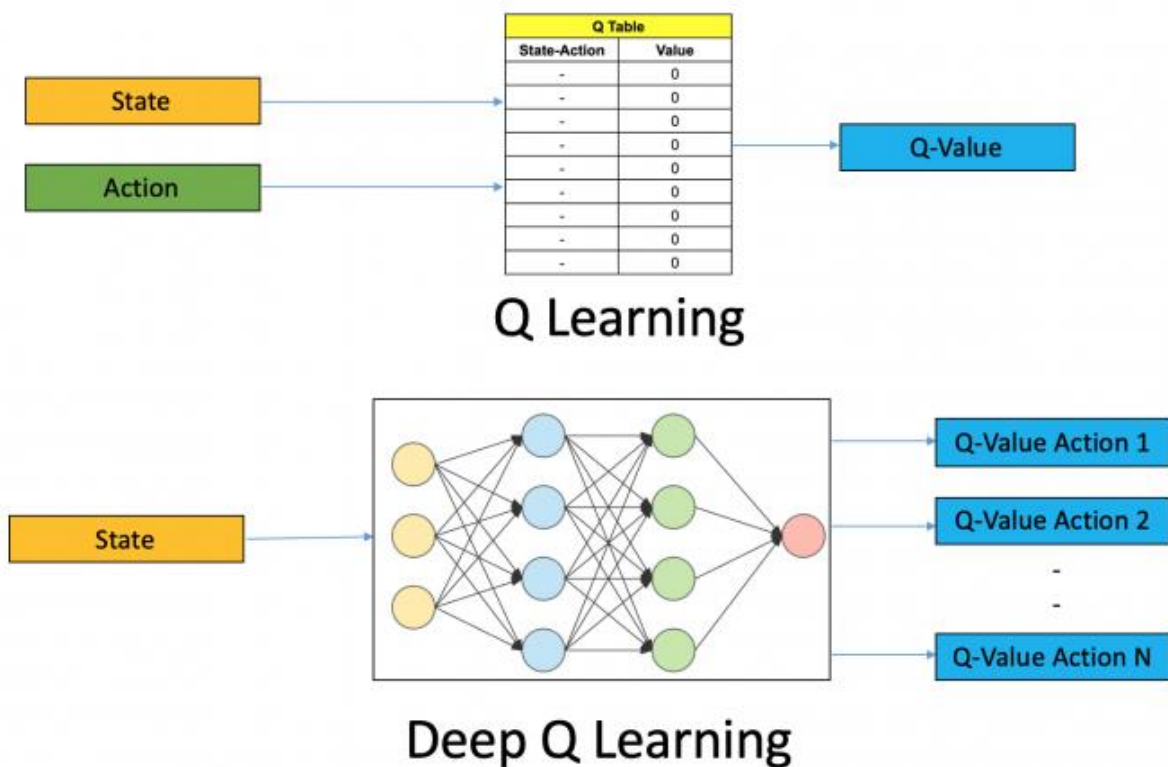 Q Table
State-Action Value
- 0
- 0
- 0
- 0
- 0
- 0
- 0
- 0
- 0
State
Action
Q-Value
Q Learning
State
Q-Value Action 1
Q-Value Action 2
-
-
Q-Value Action N
Deep Q Learning